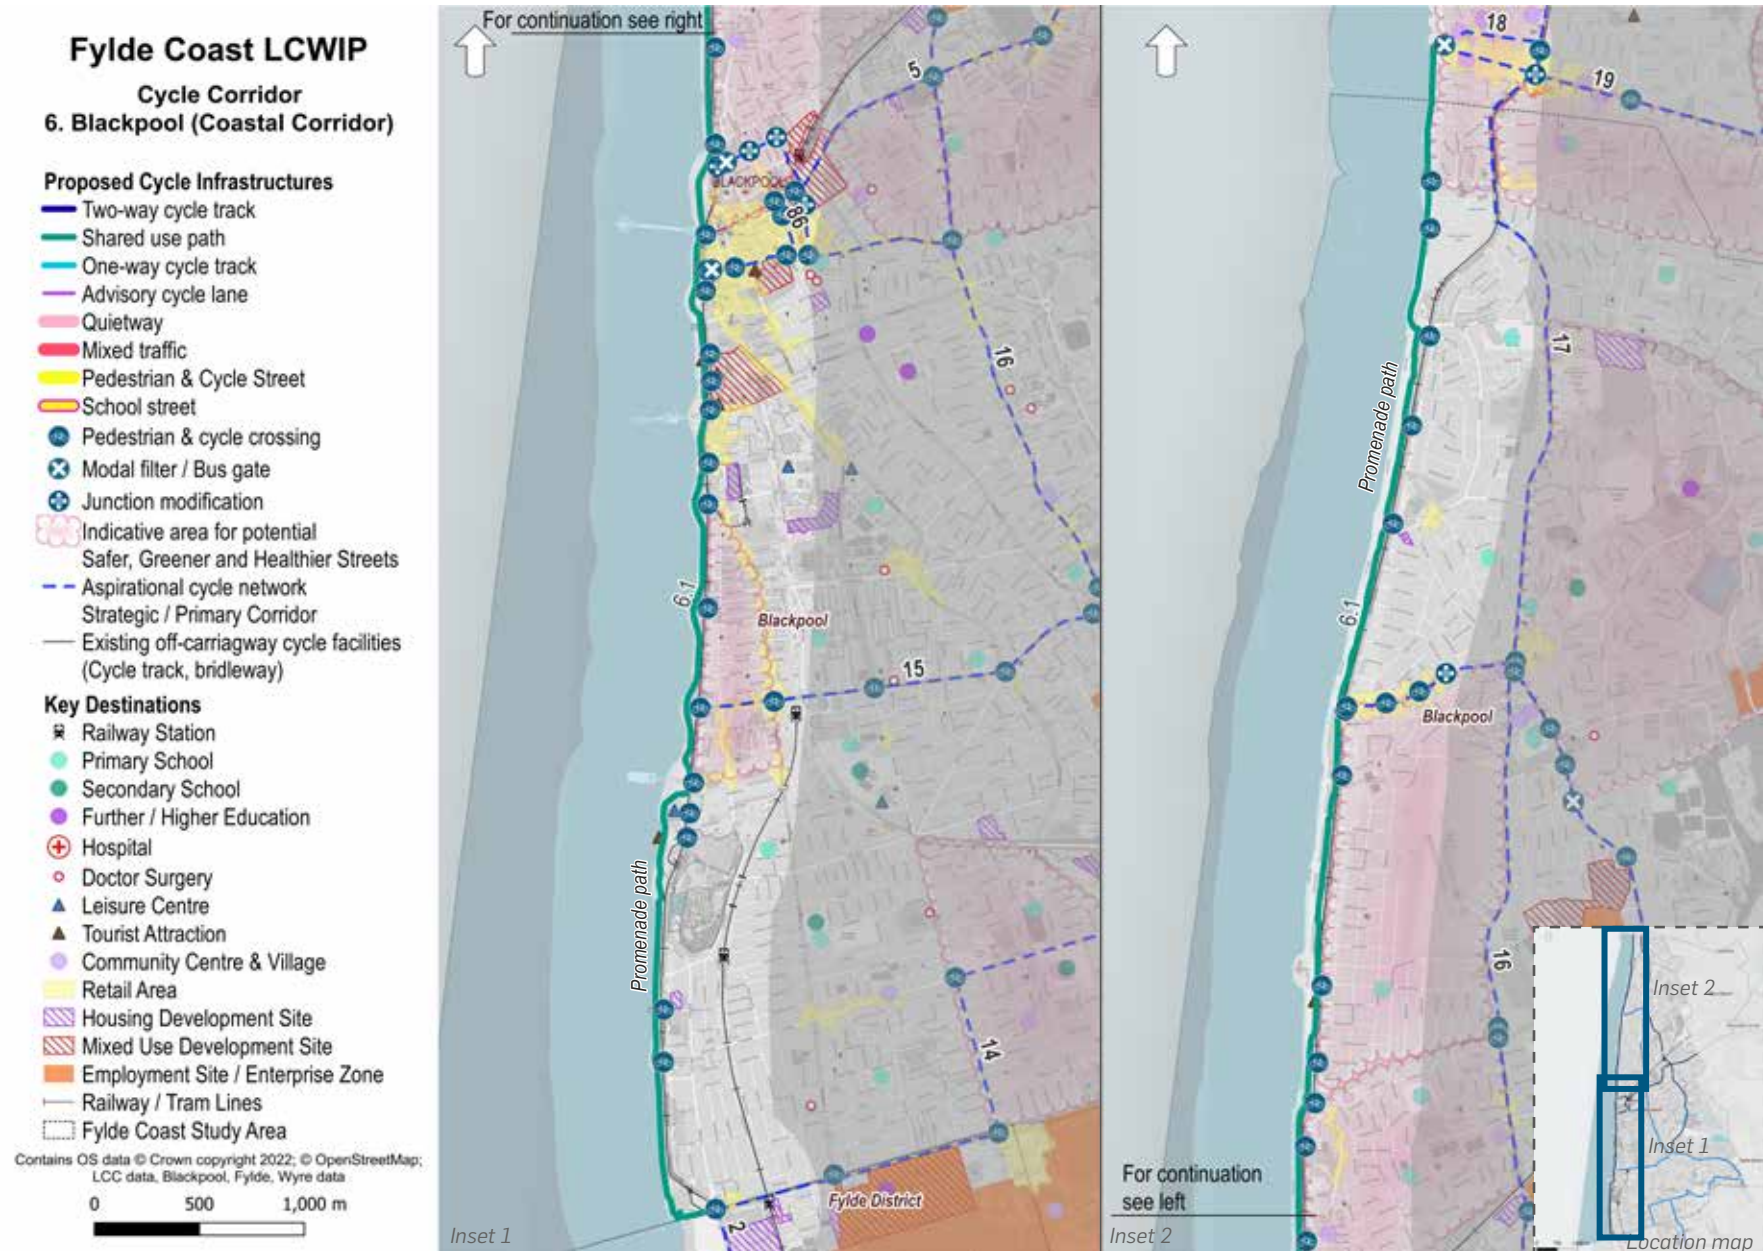 Fylde Coast LCWIP
Cycle Corridor
6. Blackpool (Coastal Corridor)
Proposed Cycle Infrastructures
Two-way cycle track
Shared use path
One-way cycle track
Advisory cycle lane
Quietway
Mixed traffic
Pedestrian & Cycle Street
School street
Pedestrian & cycle crossing
Modal filter / Bus gate
Junction modification
Indicative area for potential
Safer, Greener and Healthier Streets
Aspirational cycle network
Strategic / Primary Corridor
Existing off-carriagway cycle facilities
(Cycle track, bridleway)
Key Destinations
Railway Station
Primary School
Secondary School
Further / Higher Education
Hospital
Doctor Surgery
Leisure Centre
Tourist Attraction
Community Centre & Village
Retail Area
Housing Development Site
Mixed Use Development Site
Employment Site / Enterprise Zone
Railway / Tram Lines
Fylde Coast Study Area
Contains OS data © Crown copyright 2022; © OpenStreetMap;
LCC data, Blackpool, Fylde, Wyre data
0 500 1,000 m
For continuation see right
5
BLACKPOOL
86
16
6.1
Blackpool
15
Promenade path
14
Fylde District
2
Inset 1
18
19
17
Promenade path
6.1
Blackpool
16
For continuation
see left
Inset 2
Inset 2
Inset 1
Location map